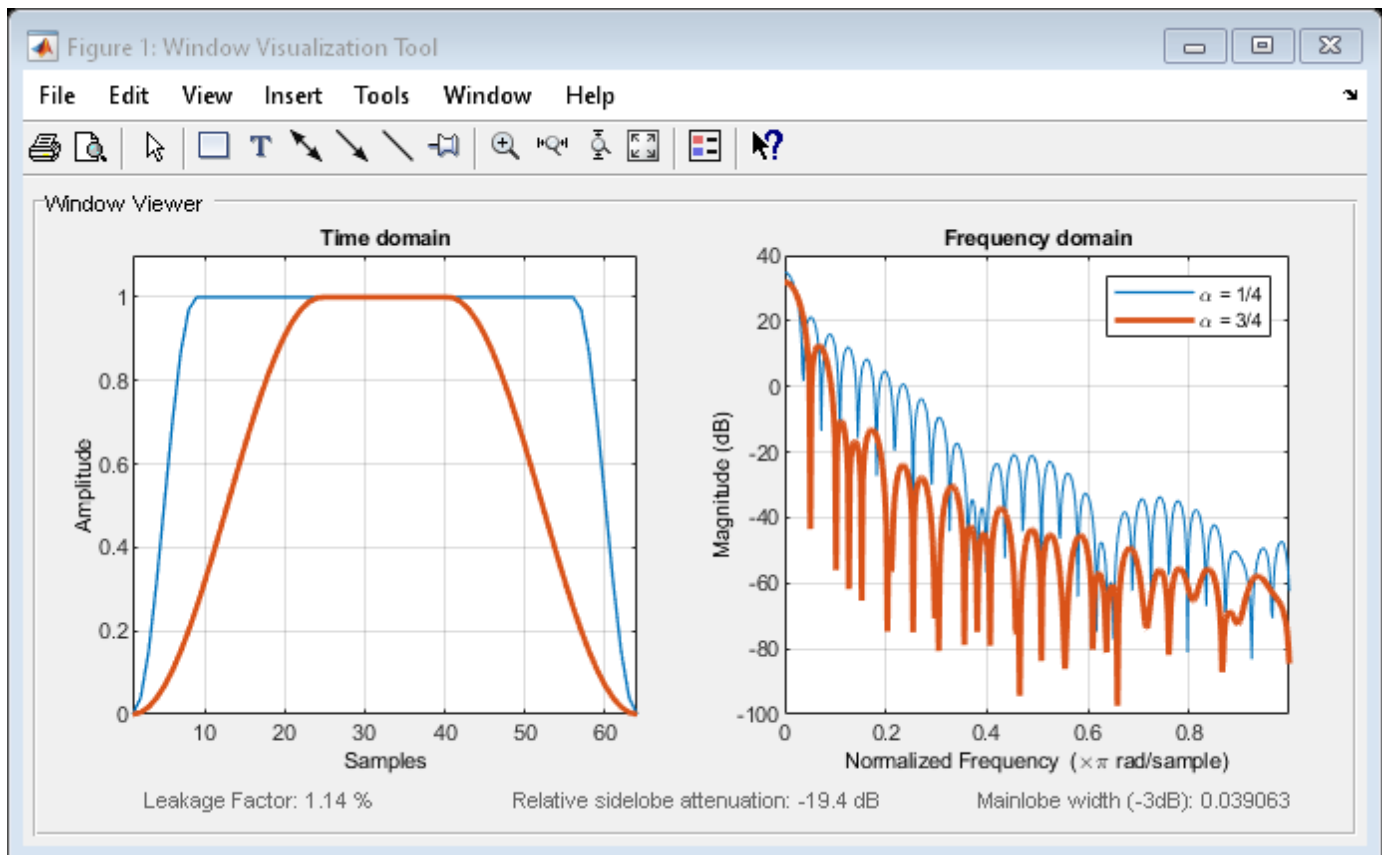 Figure 1: Window Visualization Tool
File Edit View Insert Tools Window Help
T
?
Window Viewer
Time domain
1
0.8
0.6
0.4
0.2
0
Amplitude
10 20 30 40 50 60
Samples
Frequency domain
40
20
0
-20
-40
-60
-80
-100
Magnitude (dB)
α = 1/4
α = 3/4
0 0.2 0.4 0.6 0.8
Normalized Frequency (×π rad/sample)
Leakage Factor: 1.14 % Relative sidelobe attenuation: -19.4 dB Mainlobe width (-3dB): 0.039063